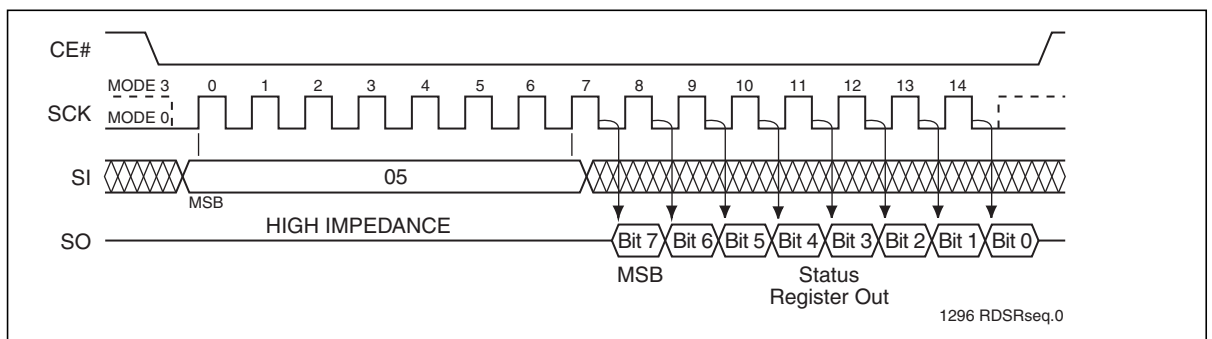 CE#
MODE 3 0 1 2 3 4 5 6 7 8 9 10 11 12 13 14
SCK
MODE 0
SI 05
MSB
HIGH IMPEDANCE
SO Bit 7 Bit 6 Bit 5 Bit 4 Bit 3 Bit 2 Bit 1 Bit 0
MSB Status
Register Out
1296 RDSRseq.0